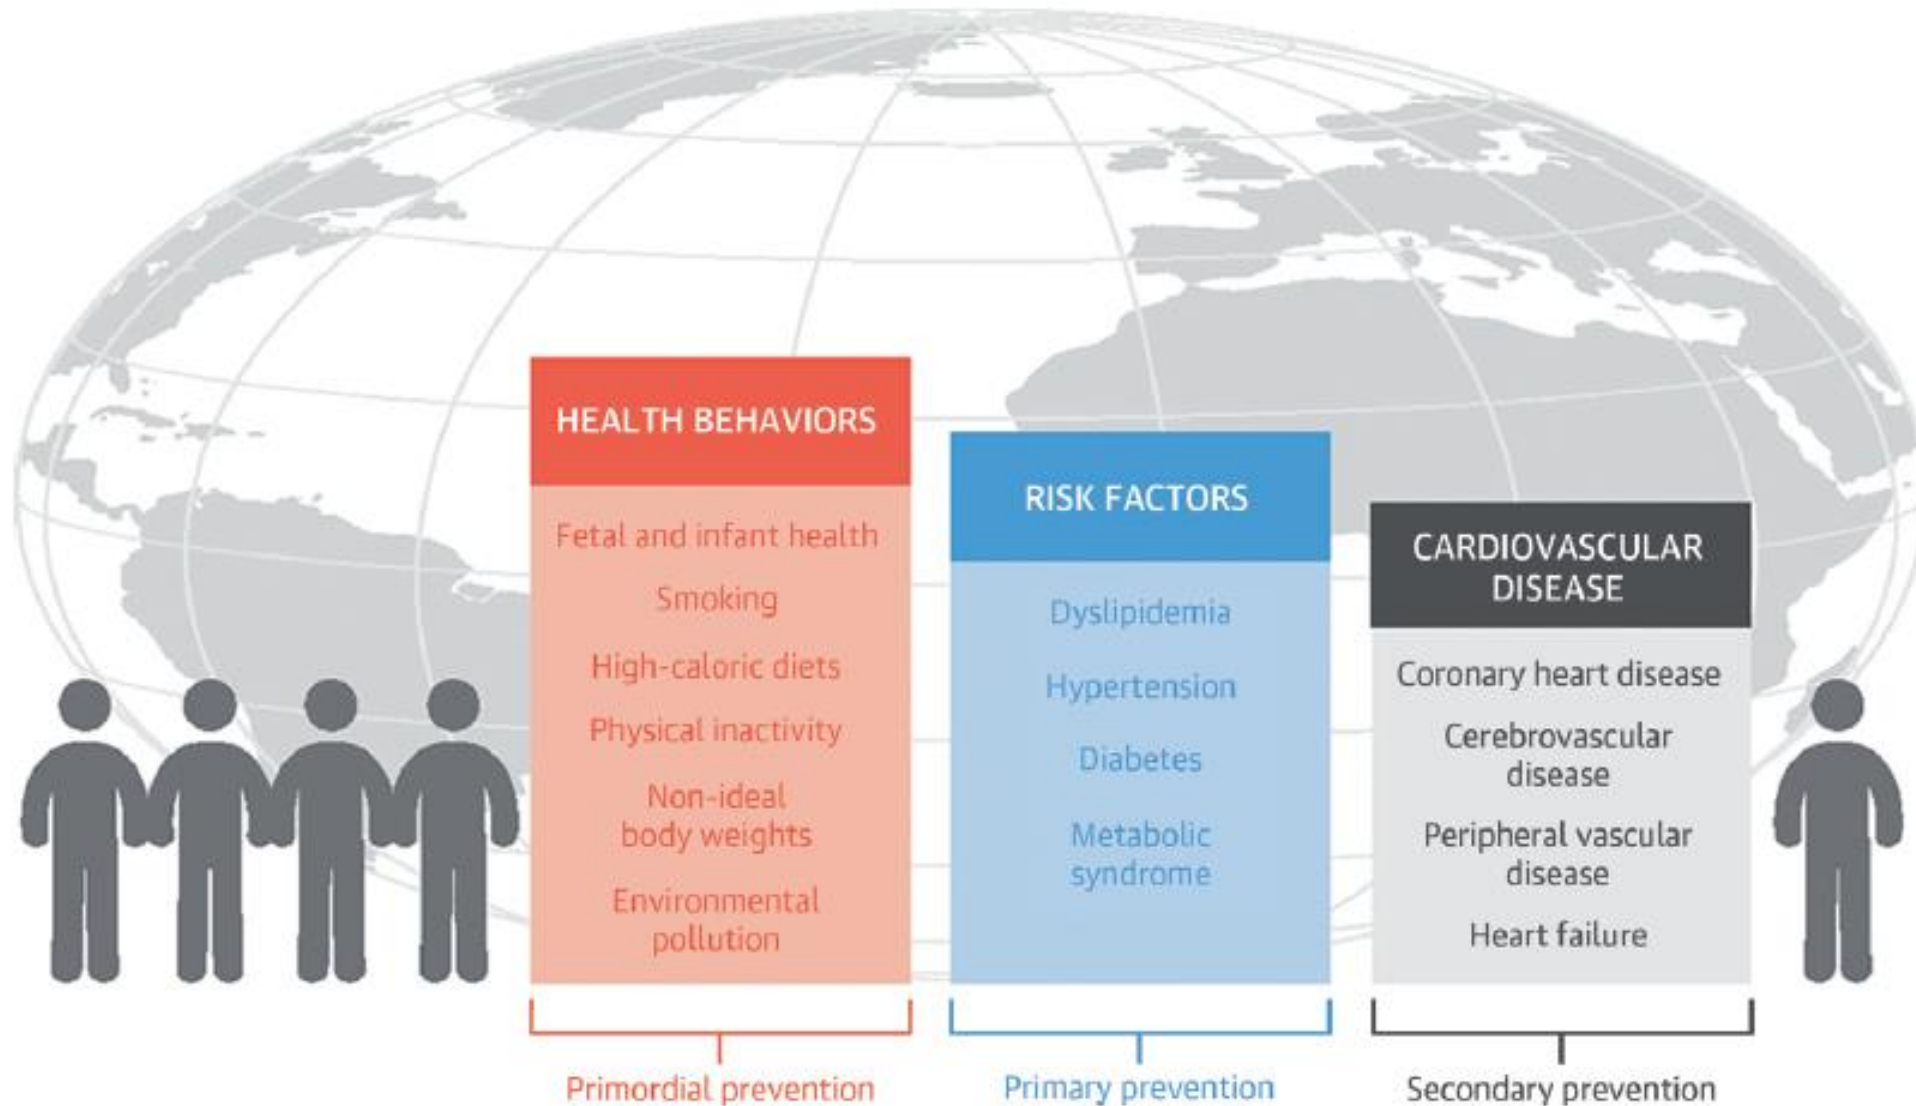 HEALTH BEHAVIORS
Fetal and infant health
Smoking
High-caloric diets
Physical inactivity
Non-ideal
body weights
Environmental
pollution
Primordial prevention
RISK FACTORS
Dyslipidemia
Hypertension
Diabetes
Metabolic
syndrome
Primary prevention
CARDIOVASCULAR
DISEASE
Coronary heart disease
Cerebrovascular
disease
Peripheral vascular
disease
Heart failure
Secondary prevention